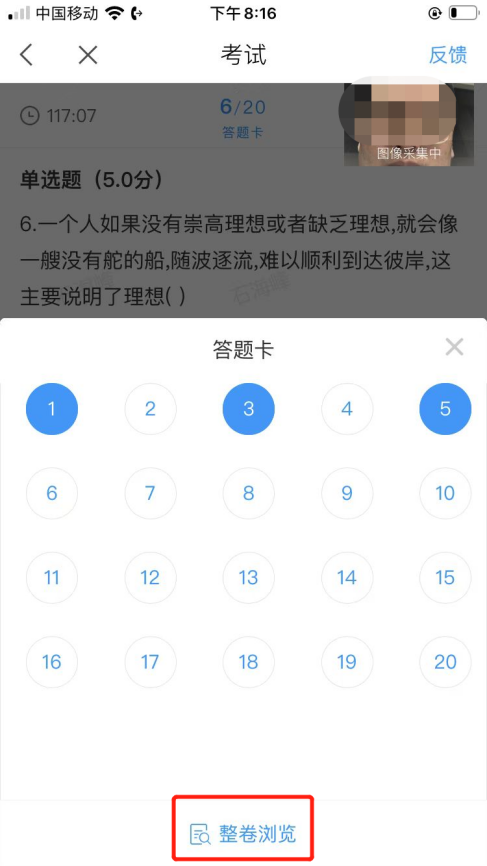 中国移动 下午8:16
考试 反馈
117:07 6/20
答题卡
图像采集中
单选题（5.0分）
6.一个人如果没有崇高理想或者缺乏理想,就会像
一艘没有舵的船,随波逐流,难以顺利到达彼岸,这
主要说明了理想( )
答题卡
1 2 3 4 5
6 7 8 9 10
11 12 13 14 15
16 17 18 19 20
整卷浏览